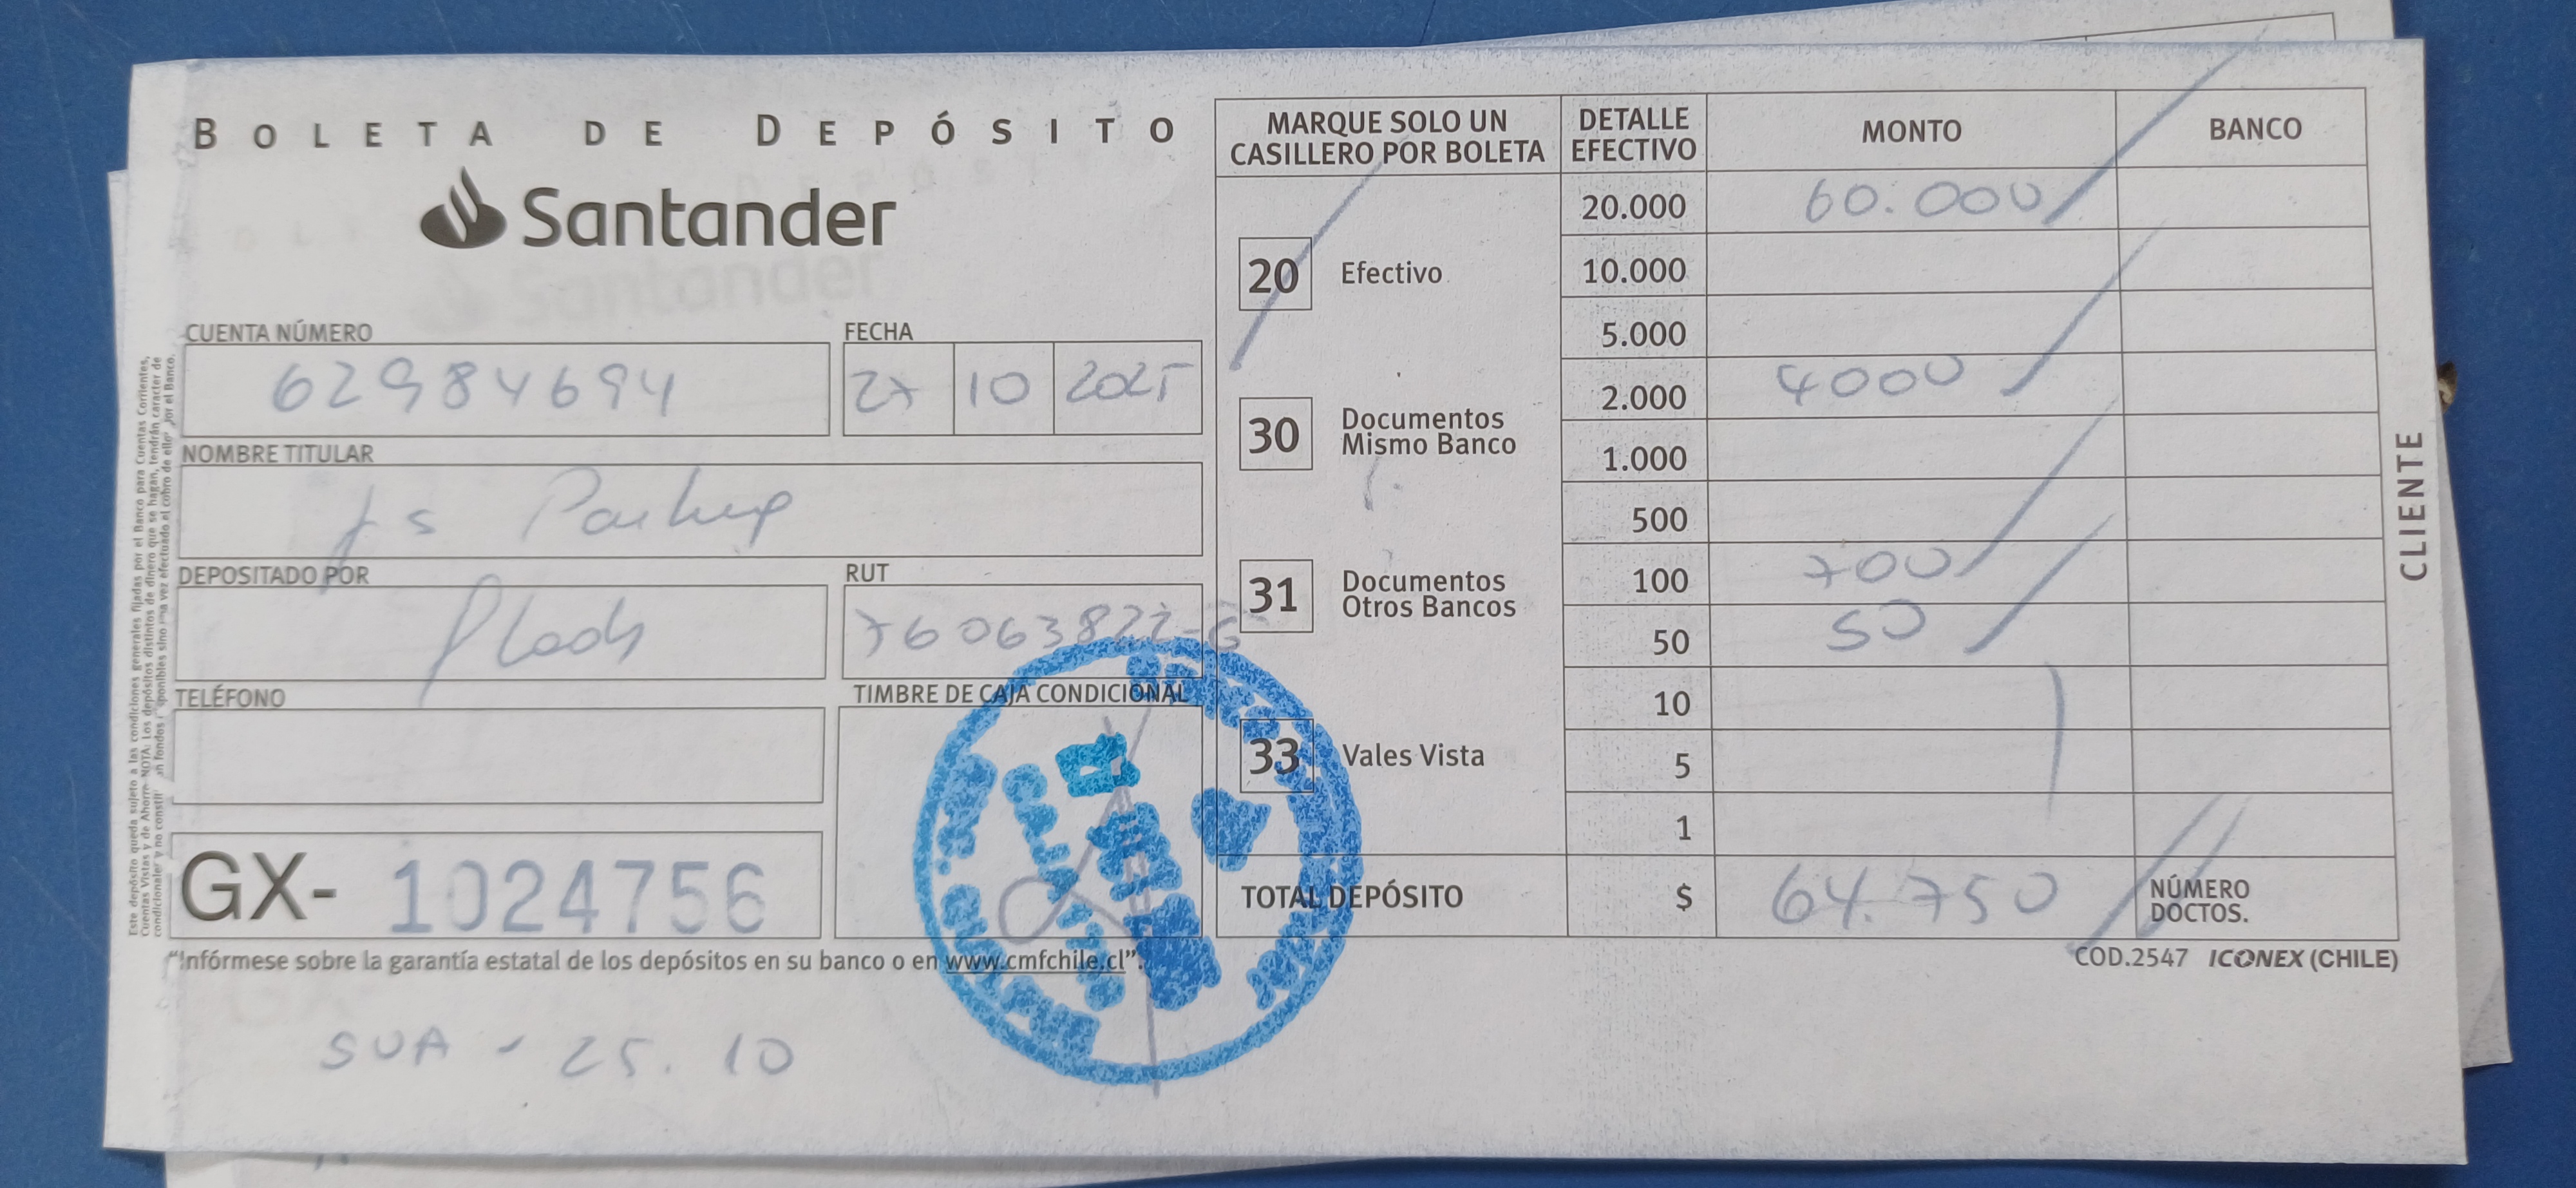 BOLETA DE DEPÓSITO
Santander
CUENTA NÚMERO
62984694
FECHA
27 10 2025
NOMBRE TITULAR
Js Parking
DEPOSITADO POR
RUT
76063822-6
TELÉFONO
TIMBRE DE CAJA CONDICIONAL
GX- 1024756
"Infórmese sobre la garantía estatal de los depósitos en su banco o en www.cmfchile.cl".
SUA - 25.10
MARQUE SOLO UN
CASILLERO POR BOLETA
20 Efectivo
30 Documentos
Mismo Banco
31 Documentos
Otros Bancos
33 Vales Vista
DETALLE
EFECTIVO
MONTO
BANCO
20.000 60.000
10.000
5.000
2.000 4000
1.000
500
100 700
50 50
10
5
1
TOTAL DEPÓSITO $ 64.750
NÚMERO
DOCTOS.
COD.2547 ICONEX (CHILE)
CLIENTE